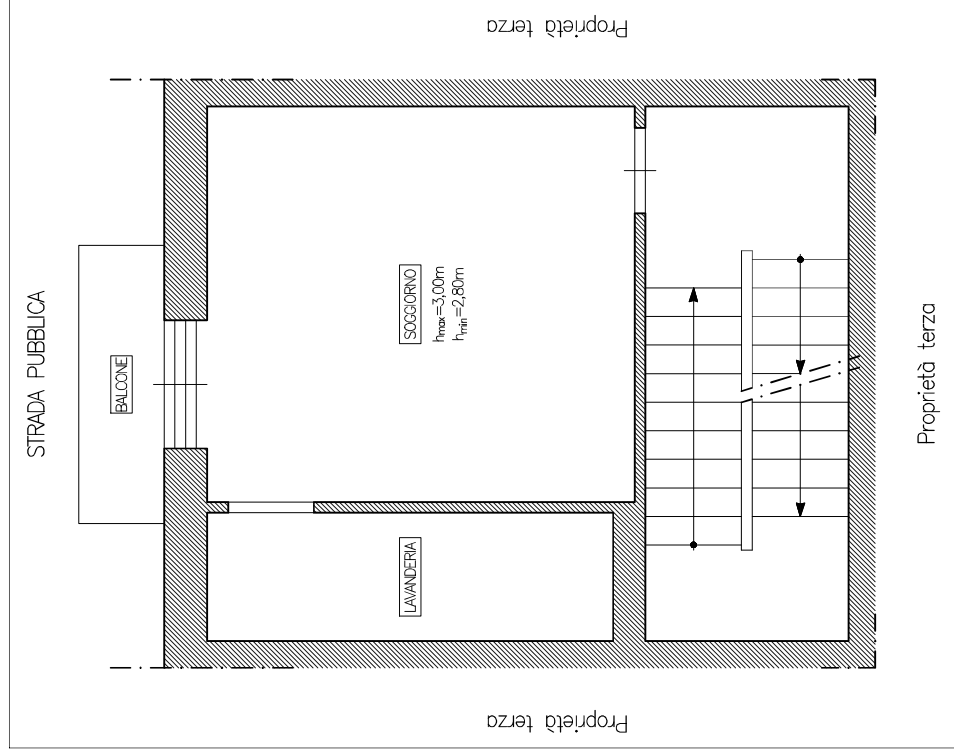 Proprietà terza
STRADA PUBBLICA
BALCONE
SOGGIORNO
hmax=3,00m
hmin=2,80m
LAVANDERIA
Proprietà terza
Proprietà terza